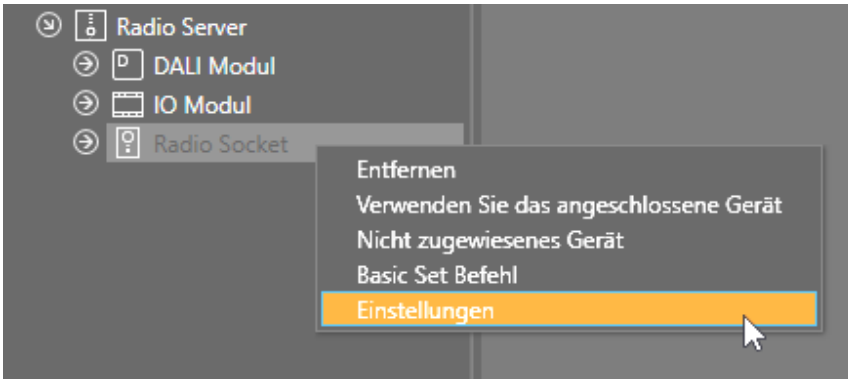 Radio Server
D DALI Modul
IO Modul
Radio Socket
Entfernen
Verwenden Sie das angeschlossene Gerät
Nicht zugewiesenes Gerät
Basic Set Befehl
Einstellungen